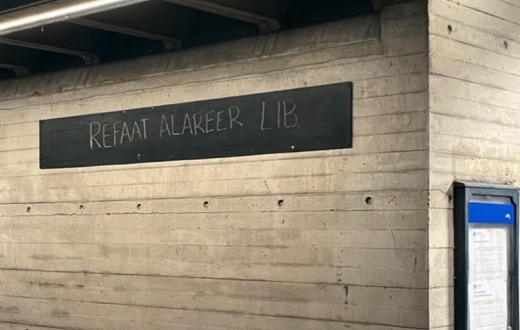 REFAAT ALAREER LIB.